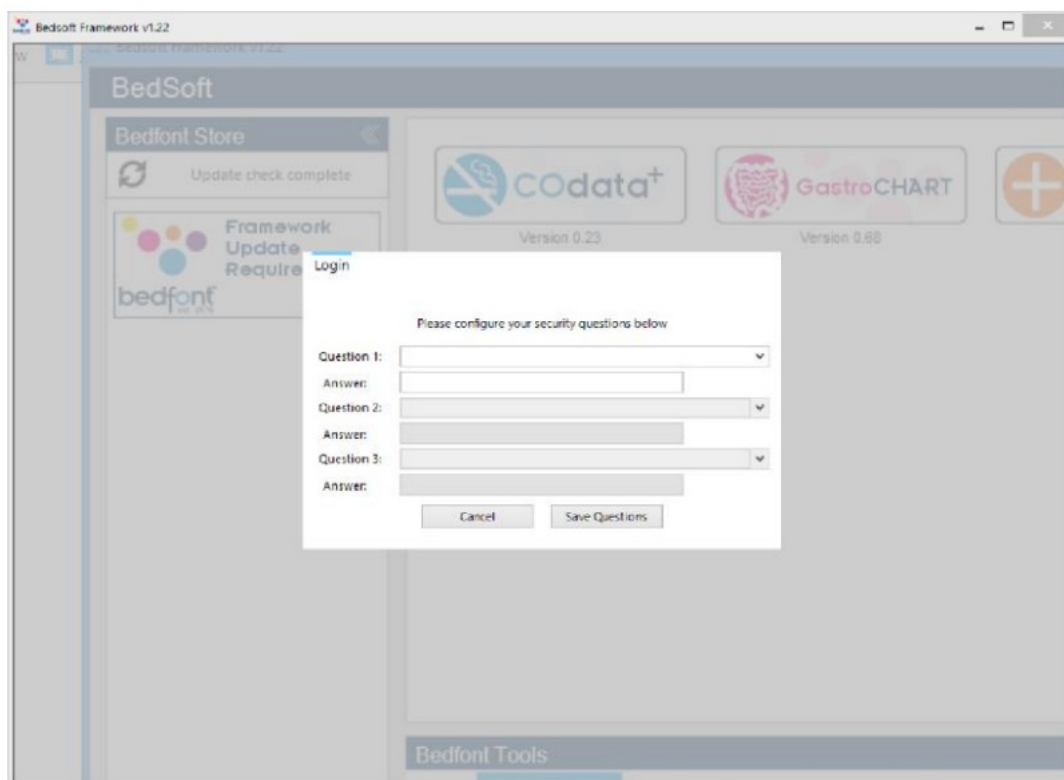 Bedsoft Framework v1.22
w
Bedsoft Framework v1.22
BedSoft
Bedfont Store
Update check complete
COdata+
Version 0.23
GastroCHART
Version 0.68
Framework
Update
Require
bedfont
Login
Please configure your security questions below
Question 1:
Answer:
Question 2:
Answer:
Question 3:
Answer:
Cancel
Save Questions
Bedfont Tools